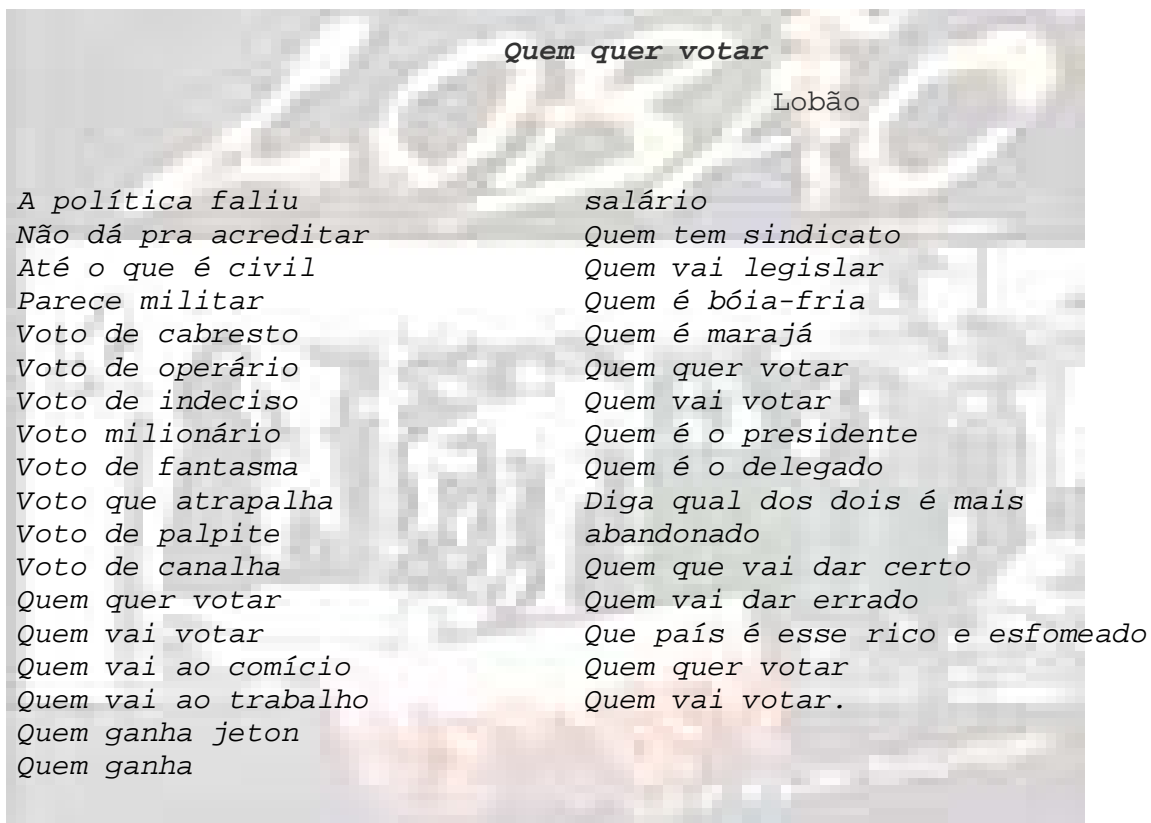 Quem quer votar
Lobão
A política faliu
Não dá pra acreditar
Até o que é civil
Parece militar
Voto de cabresto
Voto de operário
Voto de indeciso
Voto milionário
Voto de fantasma
Voto que atrapalha
Voto de palpite
Voto de canalha
Quem quer votar
Quem vai votar
Quem vai ao comício
Quem vai ao trabalho
Quem ganha jeton
Quem ganha
salário
Quem tem sindicato
Quem vai legislar
Quem é bóia-fria
Quem é marajá
Quem quer votar
Quem vai votar
Quem é o presidente
Quem é o delegado
Diga qual dos dois é mais
abandonado
Quem que vai dar certo
Quem vai dar errado
Que país é esse rico e esfomeado
Quem quer votar
Quem vai votar.